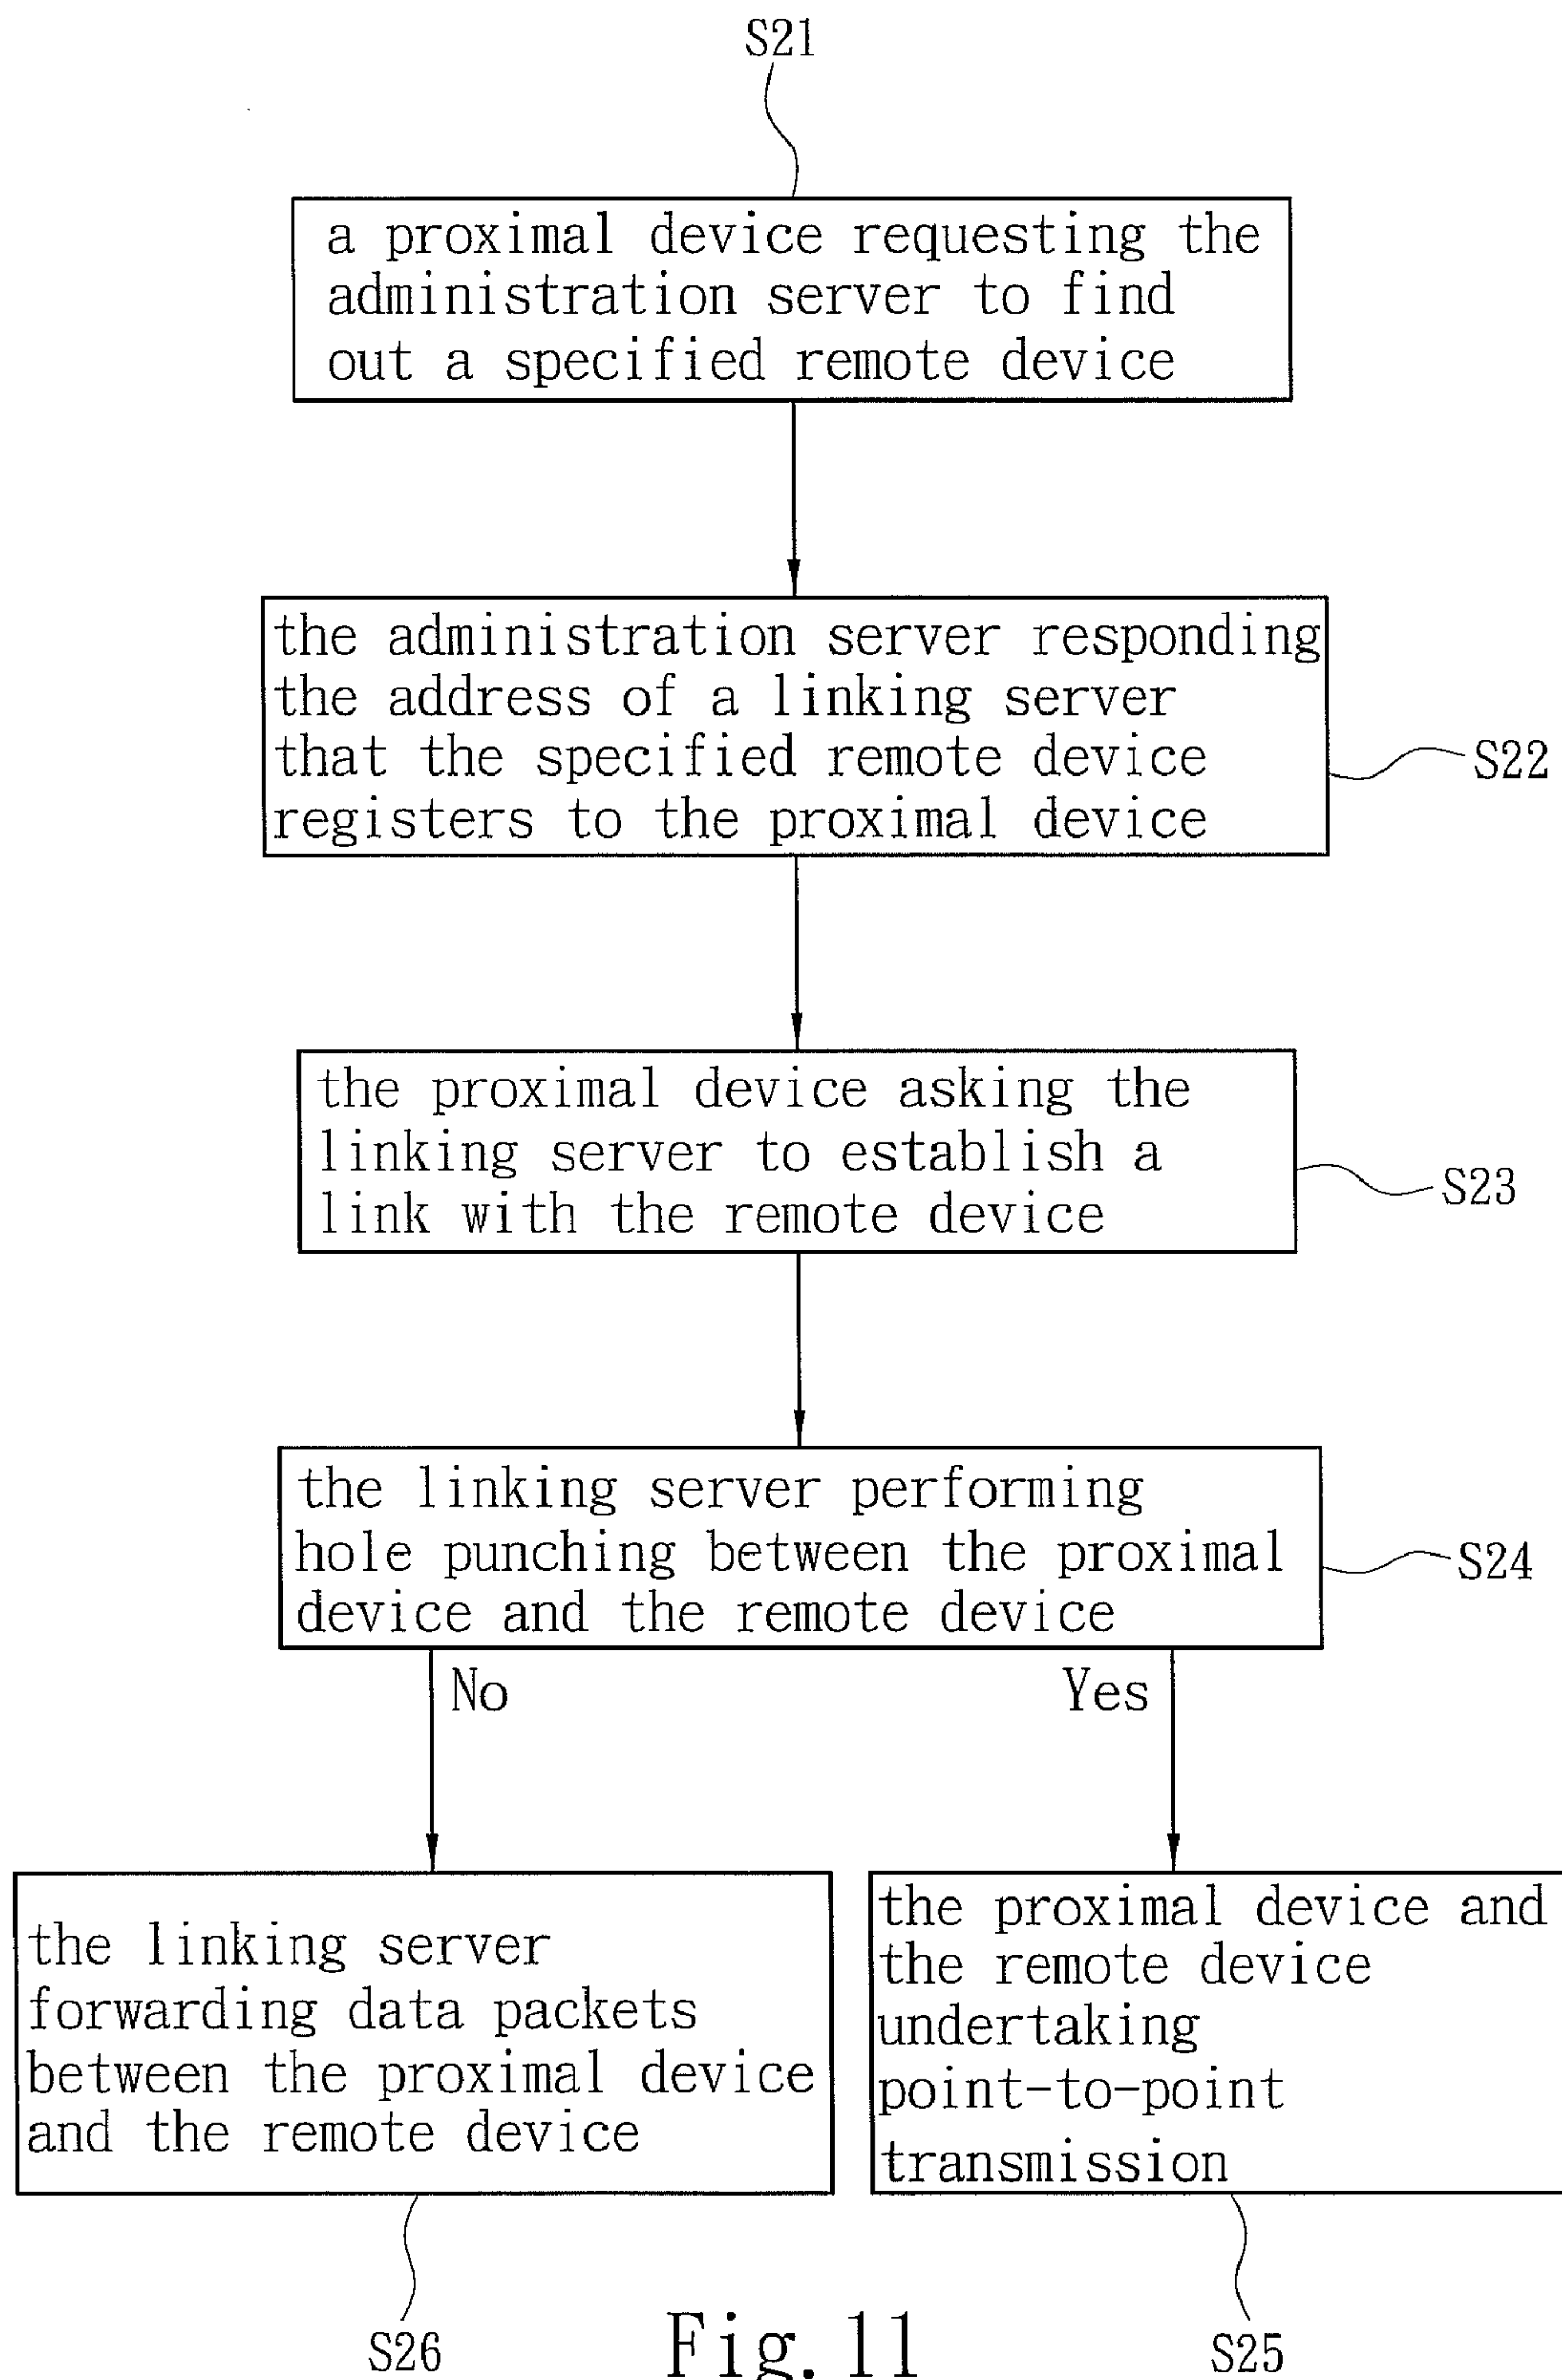 S21
a proximal device requesting the
administration server to find
out a specified remote device
the administration server responding
the address of a linking server
that the specified remote device
registers to the proximal device
S22
the proximal device asking the
linking server to establish a
link with the remote device
S23
the linking server performing
hole punching between the proximal
device and the remote device
S24
No
Yes
the linking server
forwarding data packets
between the proximal device
and the remote device
the proximal device and
the remote device
undertaking
point-to-point
transmission
S26
S25
Fig. 11